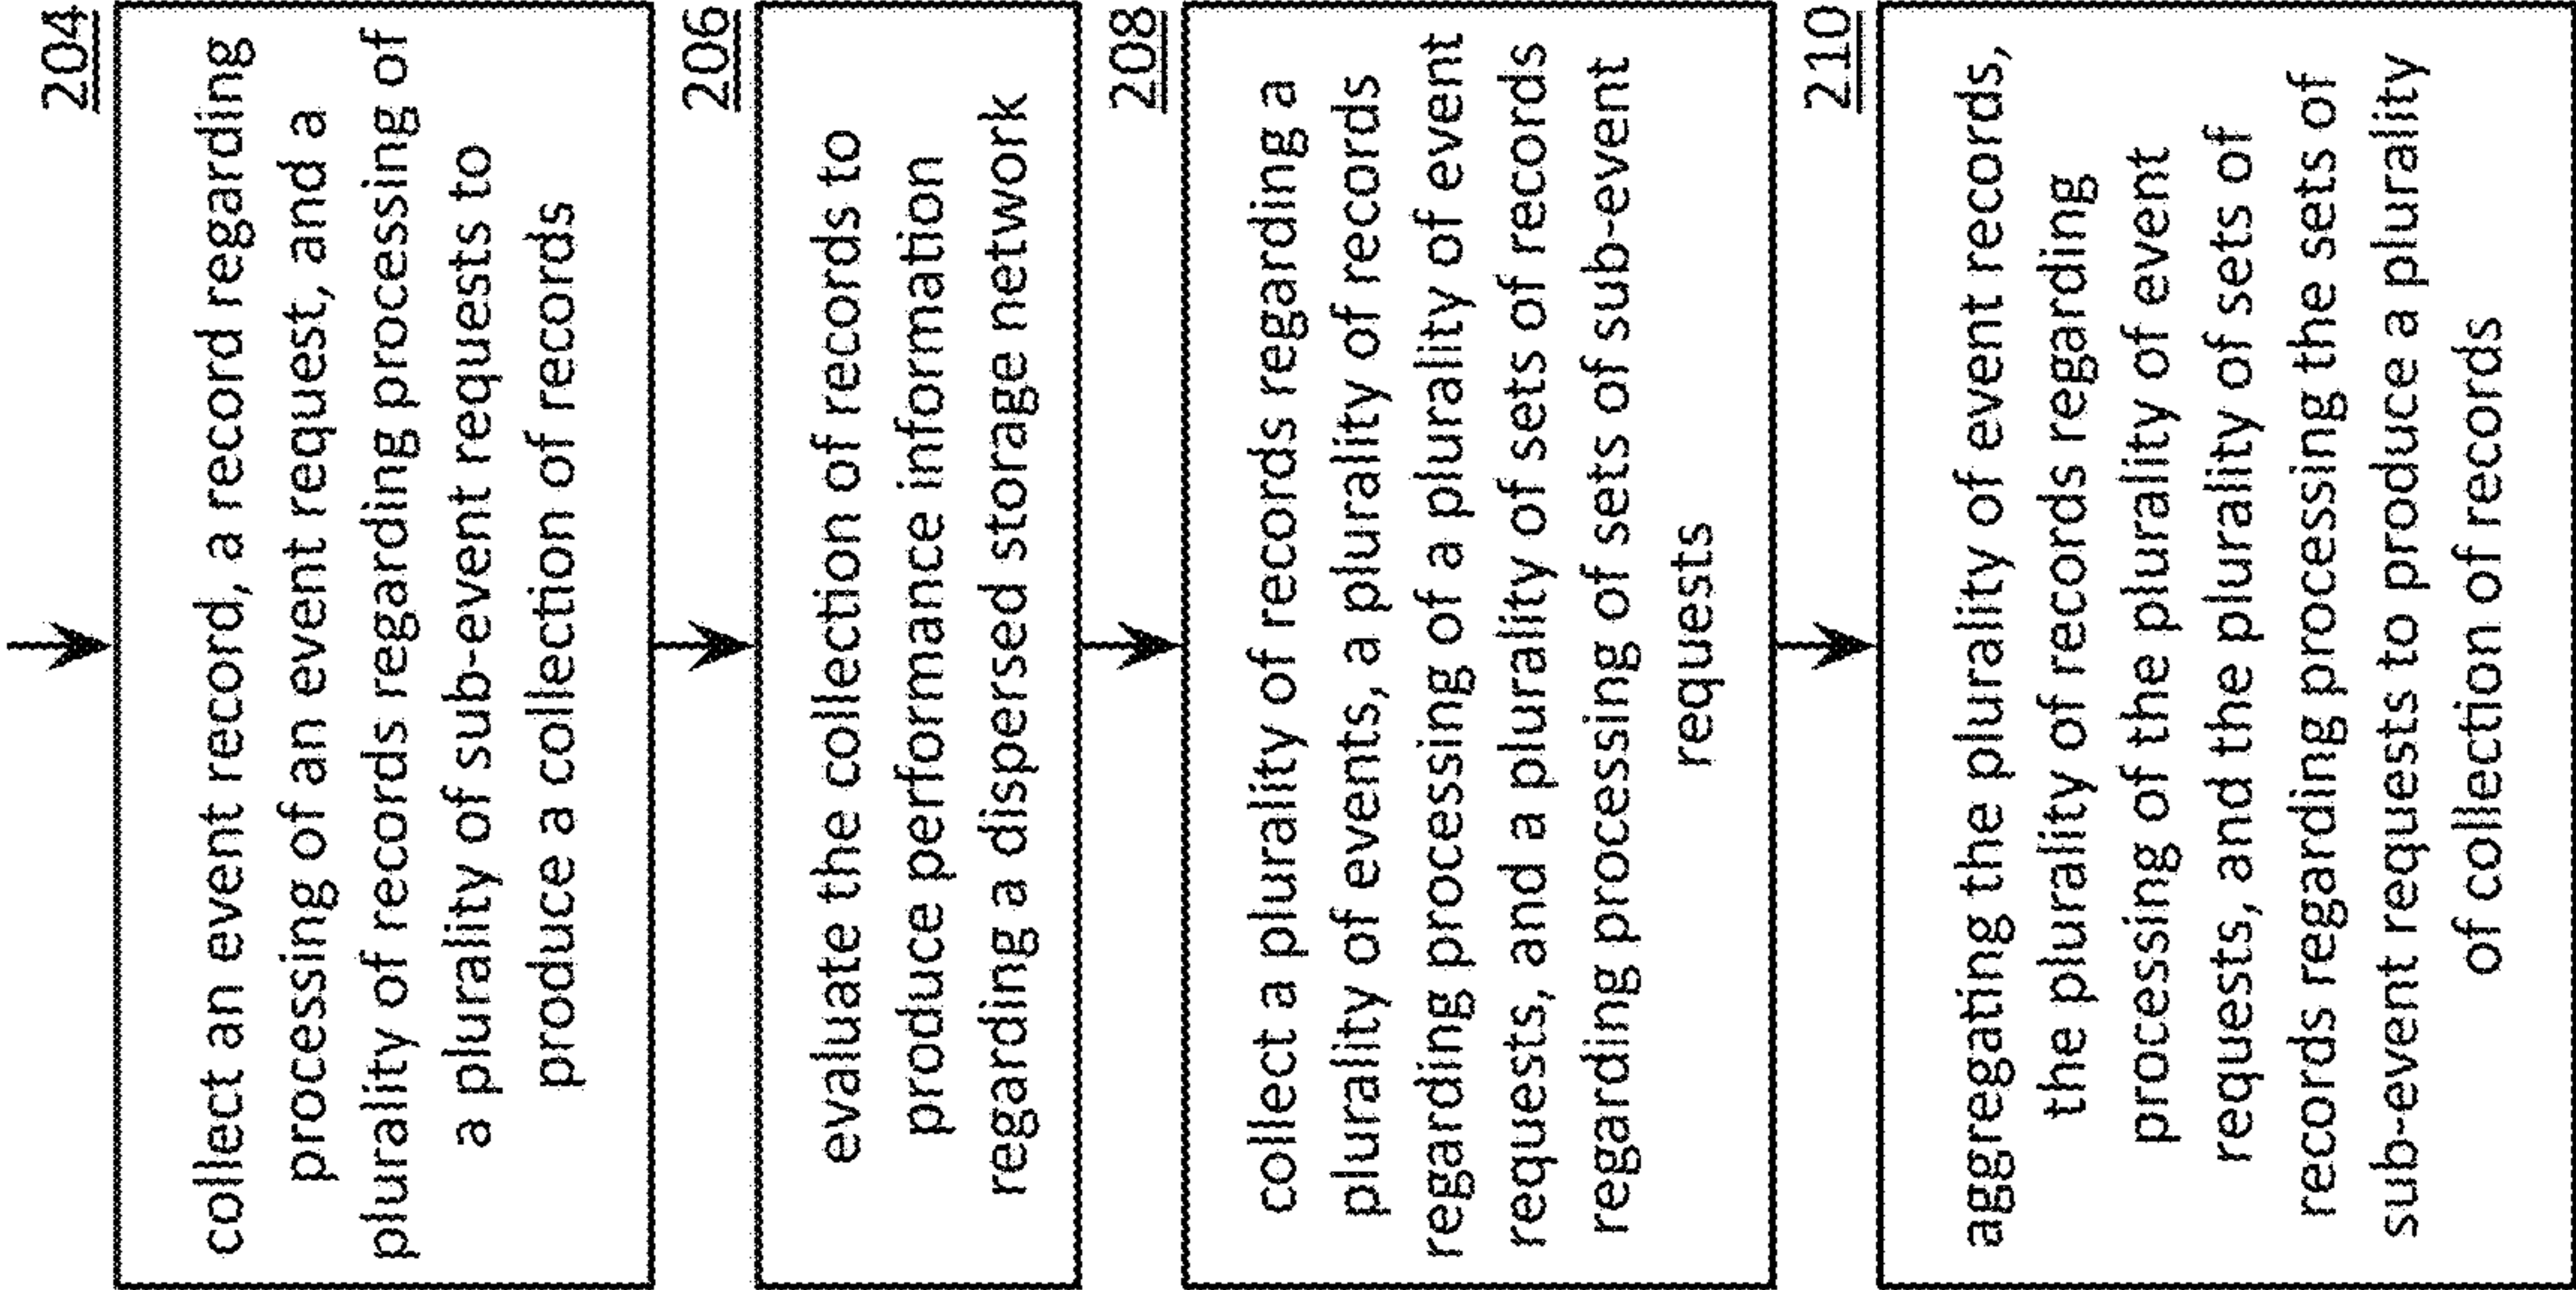 204
collect an event record, a record regarding
processing of an event request, and a
plurality of records regarding processing of
a plurality of sub-event requests to
produce a collection of records
206
evaluate the collection of records to
produce performance information
regarding a dispersed storage network
208
collect a plurality of records regarding a
plurality of events, a plurality of records
regarding processing of a plurality of event
requests, and a plurality of sets of records
regarding processing of sets of sub-event
requests
210
aggregating the plurality of event records,
the plurality of records regarding
processing of the plurality of event
requests, and the plurality of sets of
records regarding processing the sets of
sub-event requests to produce a plurality
of collection of records